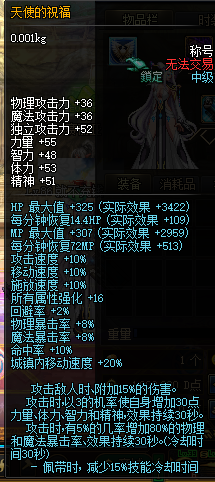 天使的祝福
0.001kg
物品栏
称号
无法交易
中级
鎖定
物理攻击力 +36
魔法攻击力 +36
独立攻击力 +52
力量 +55
智力 +48
体力 +53
精神 +51
装备
消耗品
HP 最大值 +325(实际效果 +3422)
每分钟恢复14.4HP(实际效果 +109)
MP 最大值 +307(实际效果 +2959)
每分钟恢复72MP(实际效果 +513)
攻击速度 +10%
移动速度 +10%
施放速度 +10%
所有属性强化 +16
回避率 +2%
物理暴击率 +8%
魔法暴击率 +8%
重量
命中率 +10%
城镇内移动速度 +20%
攻击敌人时,附加15%的伤害。
攻击时,以3的机率使自身增加30点
力量、体力、智力和精神,效果持续30秒。
攻击时,有5%的几率增加80%的物理
和魔法暴击率,效果持续30秒。(冷却时
间30秒)
- 佩带时, 减少15%技能冷却时间